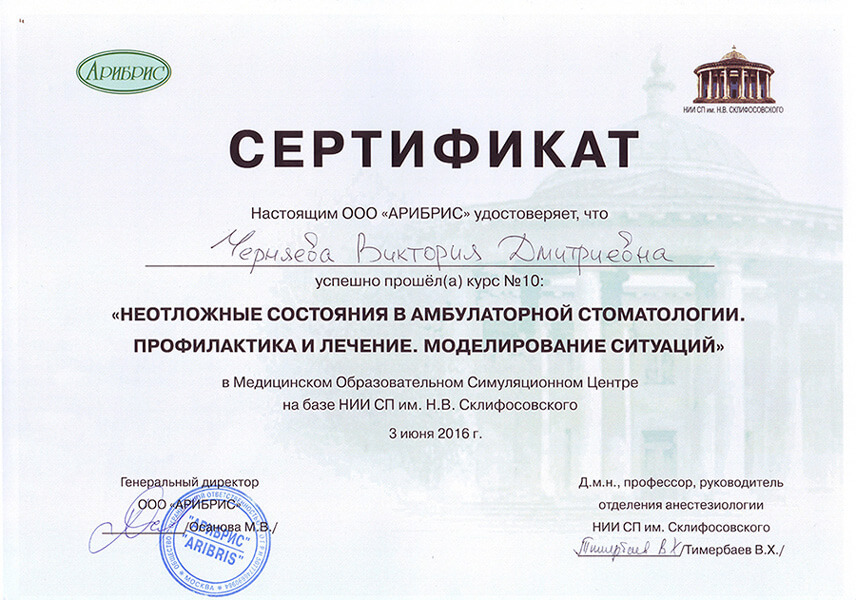 АРИБРИС
НИИ СП ИМ. Н.В. СКЛИФОСОВСКОГО
СЕРТИФИКАТ
Настоящим ООО «АРИБРИС» удостоверяет, что
Черняева Виктория Дмитриевна
успешно прошёл(а) курс №10:
«НЕОТЛОЖНЫЕ СОСТОЯНИЯ В АМБУЛАТОРНОЙ СТОМАТОЛОГИИ.
ПРОФИЛАКТИКА И ЛЕЧЕНИЕ. МОДЕЛИРОВАНИЕ СИТУАЦИЙ»
в Медицинском Образовательном Симуляционном Центре
на базе НИИ СП им. Н.В. Склифосовского
3 июня 2016 г.
Генеральный директор
ООО «АРИБРИС»
/Осанова М.В./
"АРИБРИС"
"ARIBRIS"
МОСКВА
Д.м.н., профессор, руководитель
отделения анестезиологии
НИИ СП им. Склифосовского
Тимербаев В.Х. /Тимербаев В.Х./